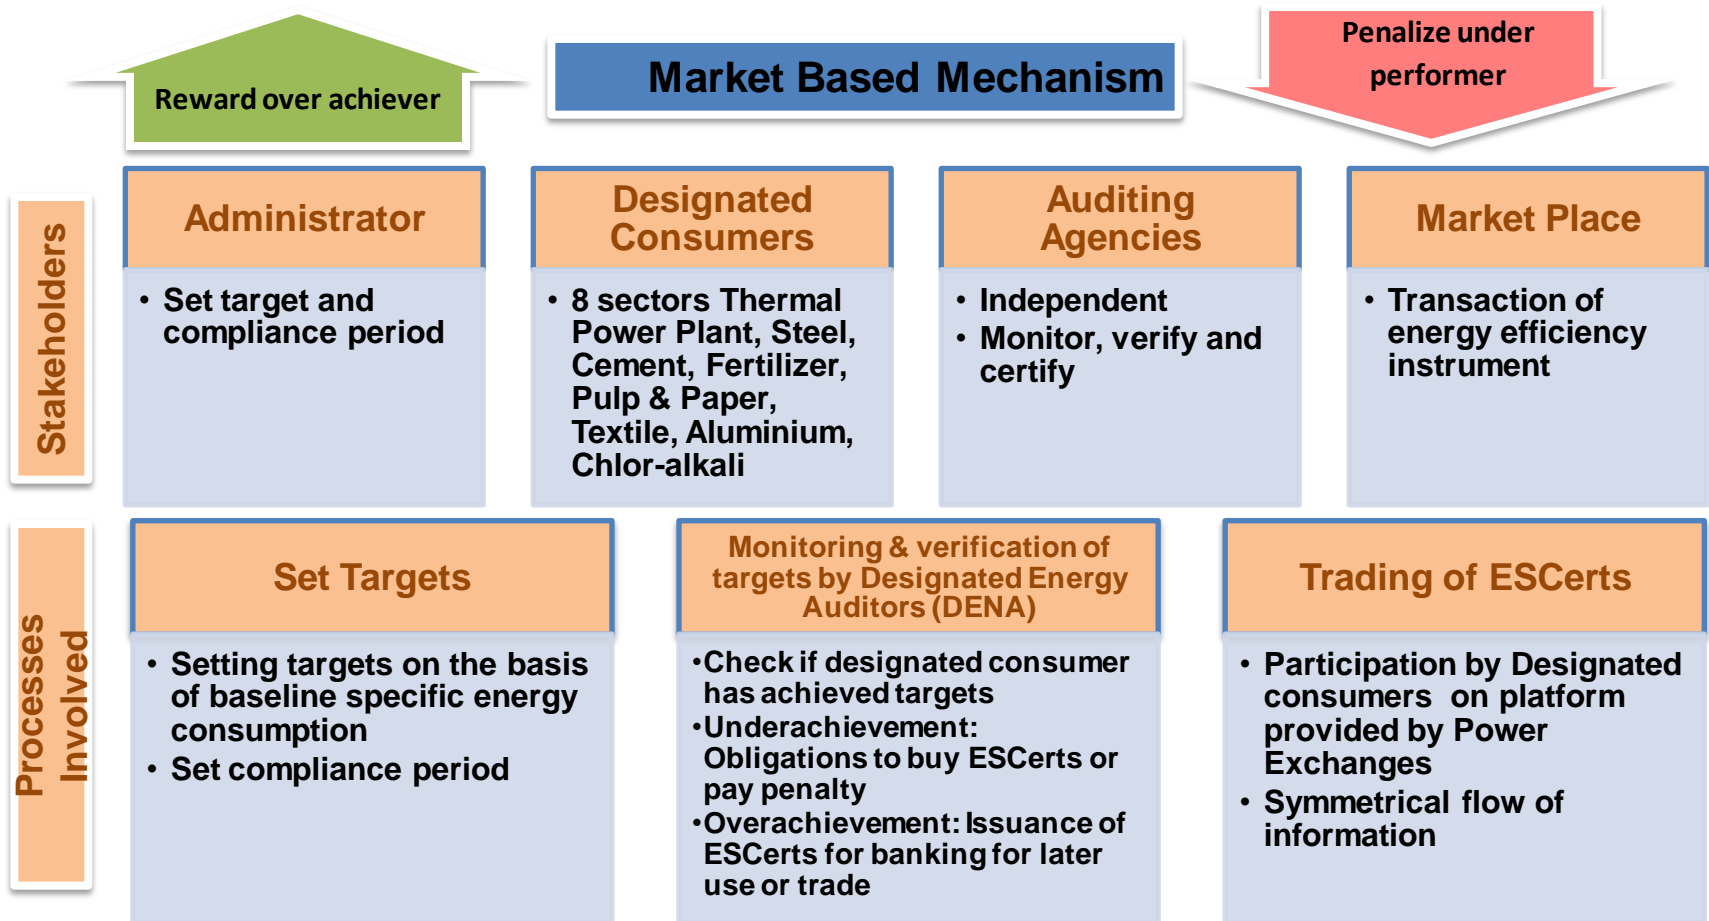 Reward over achiever
Market Based Mechanism
Penalize under
performer
Stakeholders
Administrator
• Set target and
compliance period
Designated
Consumers
• 8 sectors Thermal
Power Plant, Steel,
Cement, Fertilizer,
Pulp & Paper,
Textile, Aluminium,
Chlor-alkali
Auditing
Agencies
• Independent
• Monitor, verify and
certify
Market Place
• Transaction of
energy efficiency
instrument
Processes
Involved
Set Targets
• Setting targets on the basis
of baseline specific energy
consumption
• Set compliance period
Monitoring & verification of
targets by Designated Energy
Auditors (DENA)
•Check if designated consumer
has achieved targets
•Underachievement:
Obligations to buy ESCerts or
pay penalty
•Overachievement: Issuance of
ESCerts for banking for later
use or trade
Trading of ESCerts
• Participation by Designated
consumers on platform
provided by Power
Exchanges
• Symmetrical flow of
information